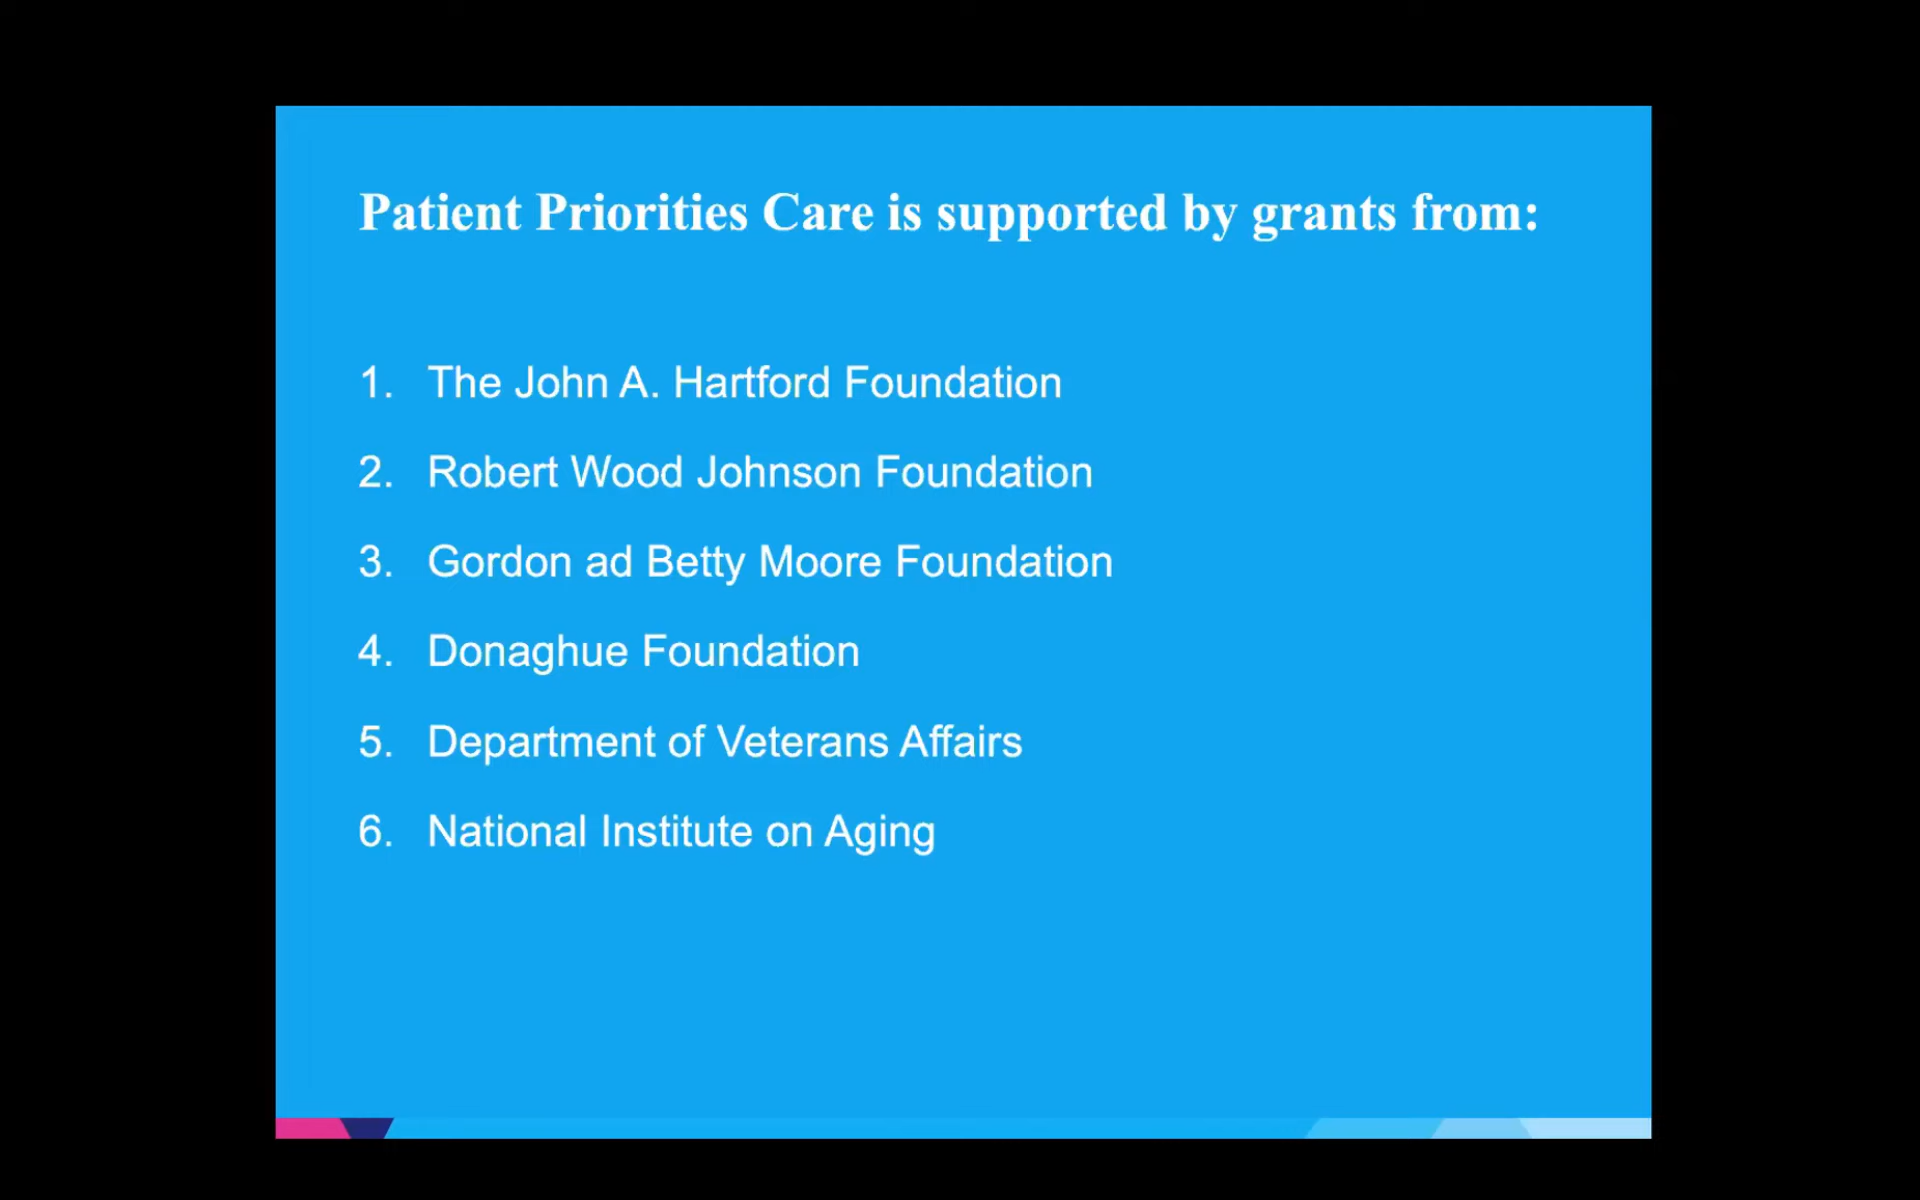 Patient Priorities Care is supported by grants from:
1. The John A. Hartford Foundation
2. Robert Wood Johnson Foundation
3. Gordon ad Betty Moore Foundation
4. Donaghue Foundation
5. Department of Veterans Affairs
6. National Institute on Aging